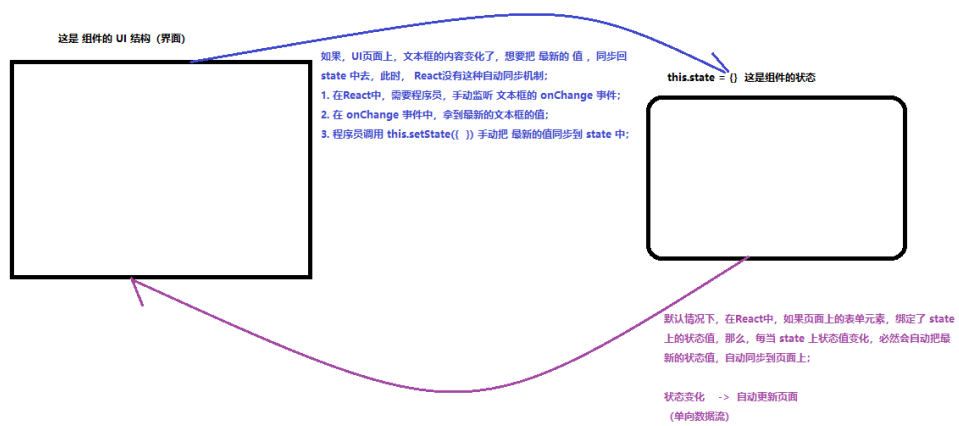 这是 组件的 UI 结构（界面）
如果，UI页面上，文本框的内容变化了，想要把 最新的 值 ，同步回
state 中去，此时， React没有这种自动同步机制；
1. 在React中，需要程序员，手动监听 文本框的 onChange 事件；
2. 在 onChange 事件中，拿到最新的文本框的值；
3. 程序员调用 this.setState({ }) 手动把 最新的值同步到 state 中；
this.state = {} 这是组件的状态
默认情况下，在React中，如果页面上的表单元素，绑定了 state
上的状态值，那么，每当 state 上状态值变化，必然会自动把最
新的状态值，自动同步到页面上；
状态变化 -> 自动更新页面
（单向数据流）